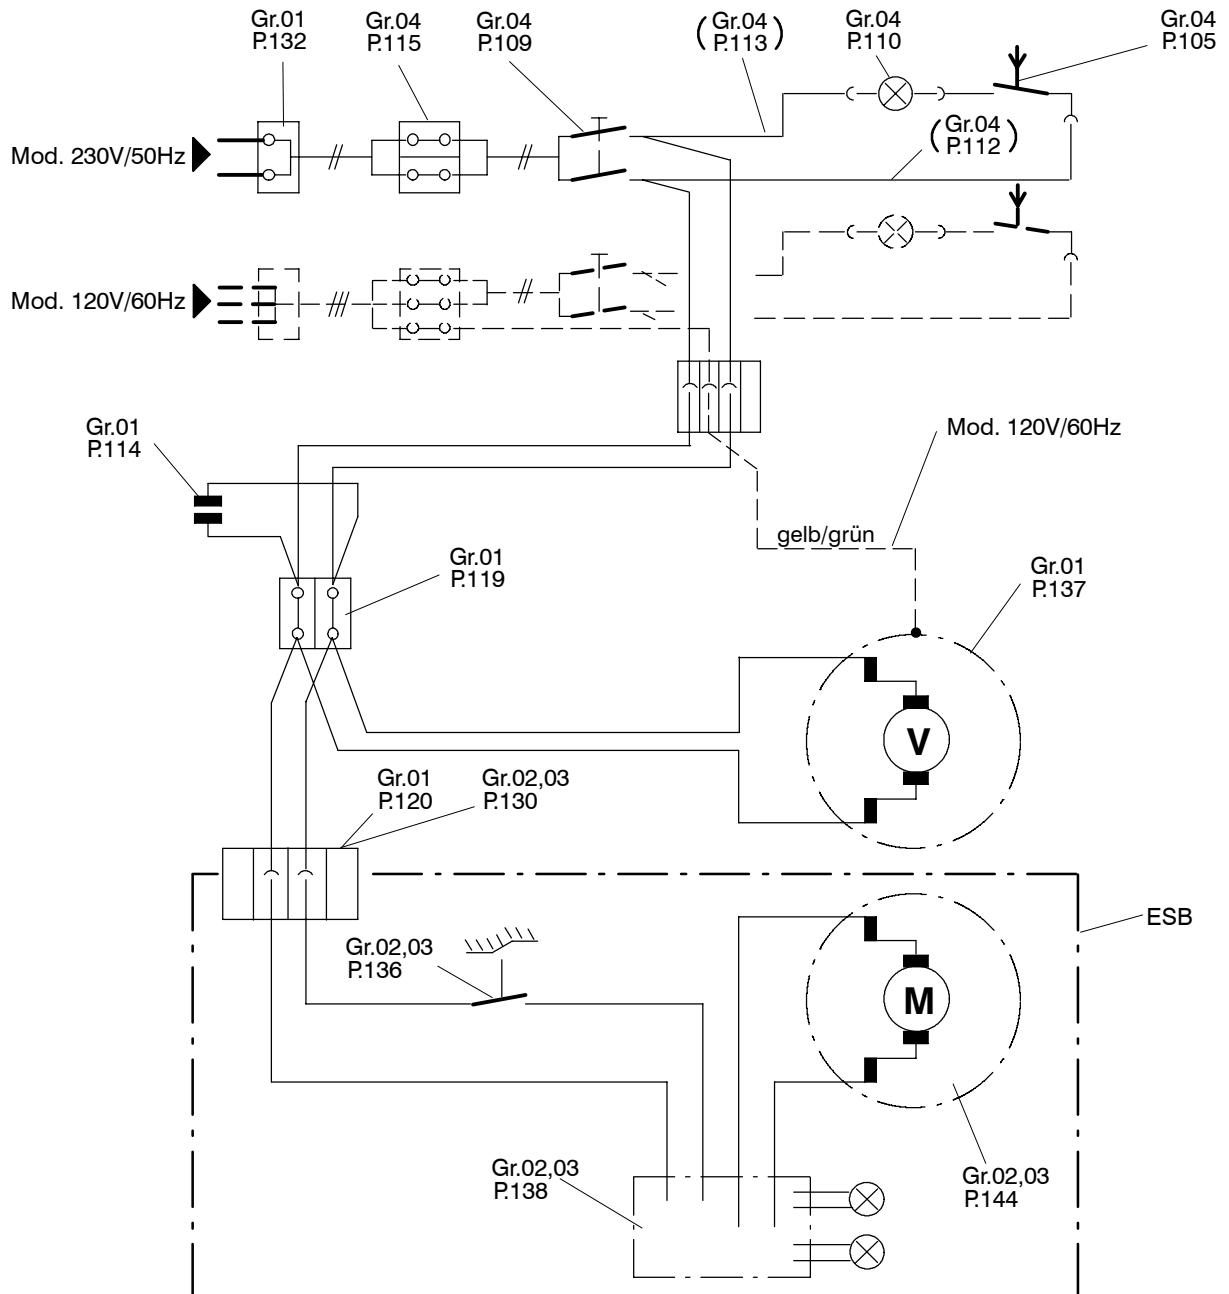 Gr.01
P.132
Gr.04
P.115
Gr.04
P.109
(Gr.04
P.113)
Gr.04
P.110
Gr.04
P.105
Mod. 230V/50Hz
(Gr.04
P.112)
Mod. 120V/60Hz
Gr.01
P.114
Mod. 120V/60Hz
gelb/grün
Gr.01
P.119
Gr.01
P.137
V
Gr.01
P.120
Gr.02,03
P.130
ESB
Gr.02,03
P.136
M
Gr.02,03
P.138
Gr.02,03
P.144